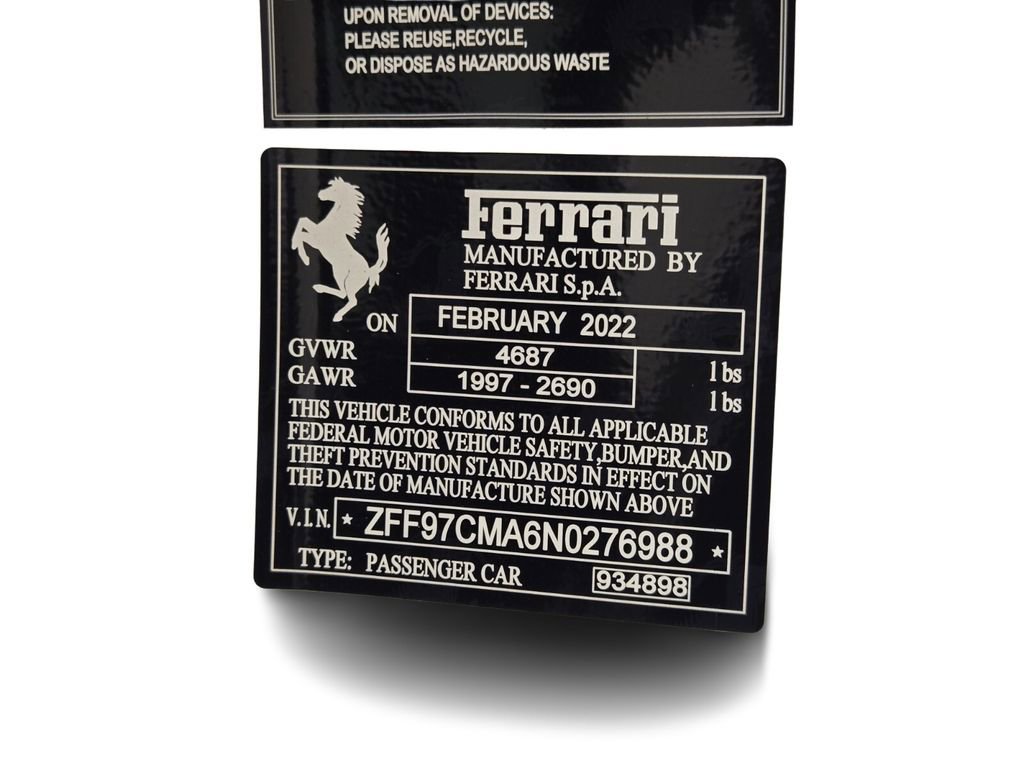 UPON REMOVAL OF DEVICES:
PLEASE REUSE,RECYCLE,
OR DISPOSE AS HAZARDOUS WASTE
Ferrari
MANUFACTURED BY
FERRARI S.p.A.
ON FEBRUARY 2022
GVWR 4687 lbs
GAWR 1997 - 2690 lbs
THIS VEHICLE CONFORMS TO ALL APPLICABLE
FEDERAL MOTOR VEHICLE SAFETY,BUMPER,AND
THEFT PREVENTION STANDARDS IN EFFECT ON
THE DATE OF MANUFACTURE SHOWN ABOVE
V.I.N. * ZFF97CMA6N0276988 *
TYPE: PASSENGER CAR 934898